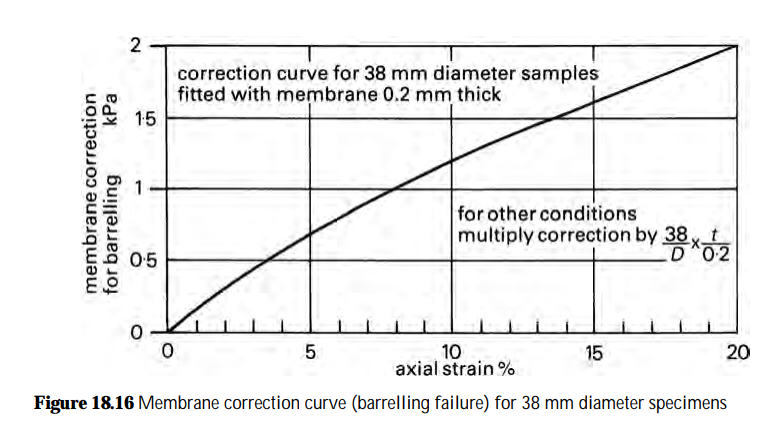 2
correction curve for 38 mm diameter samples
fitted with membrane 0.2 mm thick
membrane correction
for barrelling kPa
1·5
1
for other conditions
multiply correction by 38/D × t/0·2
0·5
0
0 5 10 15 20
axial strain %
Figure 18.16 Membrane correction curve (barrelling failure) for 38 mm diameter specimens